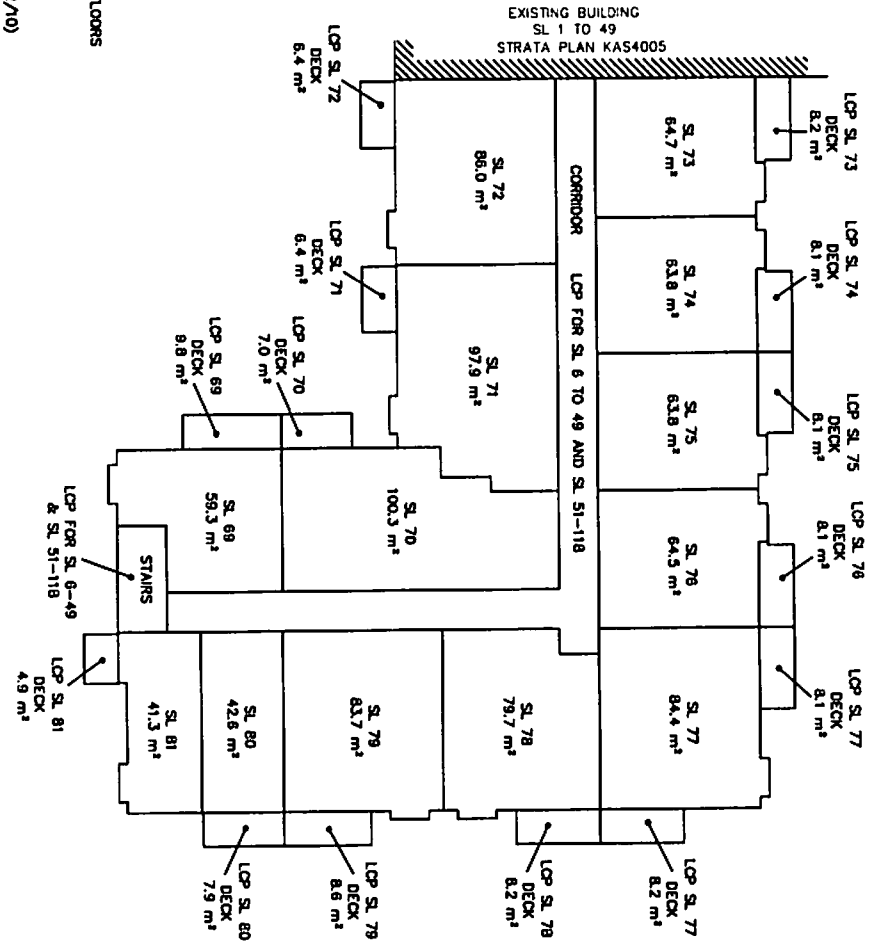 EXISTING BUILDING
SL 1 TO 49
STRATA PLAN KAS4005
LOORS
/10)
LCP SL 72
DECK
6.4 m²
LCP SL 73
DECK
8.2 m²
SL 73
64.7 m²
SL 72
86.0 m²
CORRIDOR LCP FOR SL 6 TO 49 AND SL 51-118
LCP SL 74
DECK
8.1 m²
SL 74
63.8 m²
LCP SL 71
DECK
6.4 m²
SL 71
97.9 m²
LCP SL 75
DECK
8.1 m²
SL 75
63.8 m²
LCP SL 70
DECK
7.0 m²
LCP SL 69
DECK
9.8 m²
SL 70
100.3 m²
SL 69
59.3 m²
LCP SL 76
DECK
8.1 m²
SL 76
64.5 m²
STAIRS
LCP FOR SL 6-49
& SL 51-118
LCP SL 77
DECK
8.1 m²
SL 77
84.4 m²
SL 78
79.7 m²
SL 79
83.7 m²
SL 80
42.6 m²
SL 81
41.3 m²
LCP SL 81
DECK
4.9 m²
LCP SL 77
DECK
8.2 m²
LCP SL 78
DECK
8.2 m²
LCP SL 79
DECK
8.6 m²
LCP SL 80
DECK
7.9 m²